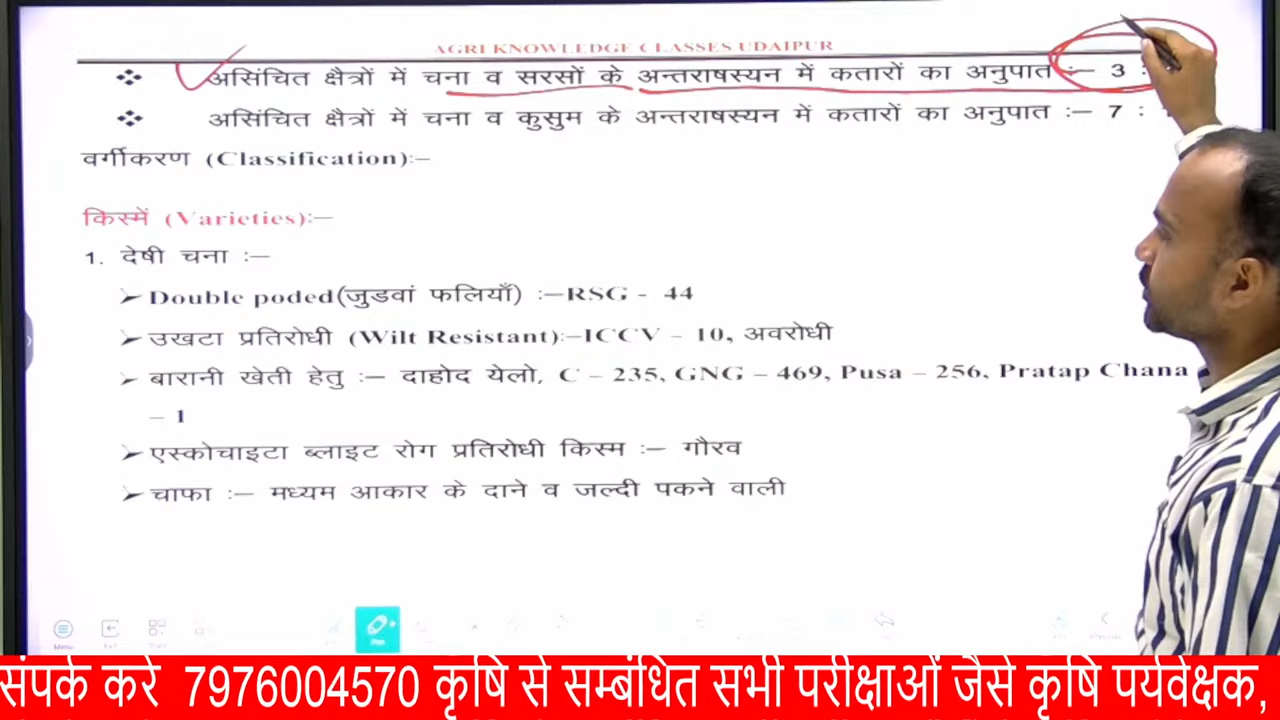 AGRI KNOWLEDGE CLASSES UDAIPUR
❖ असिंचित क्षैत्रों में चना व सरसों के अन्तराषस्यन में कतारों का अनुपात :– 3 :
❖ असिंचित क्षैत्रों में चना व कुसुम के अन्तराषस्यन में कतारों का अनुपात :– 7 :
वर्गीकरण (Classification):–
किस्में (Varieties):–
1. देषी चना :–
➢ Double poded(जुडवां फलियाँ) :–RSG - 44
➢ उखटा प्रतिरोधी (Wilt Resistant):–ICCV – 10, अवरोधी
➢ बारानी खेती हेतु :– दाहोद येलो, C – 235, GNG – 469, Pusa – 256, Pratap Chana
– 1
➢ एस्कोचाइटा ब्लाइट रोग प्रतिरोधी किस्म :– गौरव
➢ चाफा :– मध्यम आकार के दाने व जल्दी पकने वाली
Menu
संपर्क करे 7976004570 कृषि से सम्बंधित सभी परीक्षाओं जैसे कृषि पर्यवेक्षक,